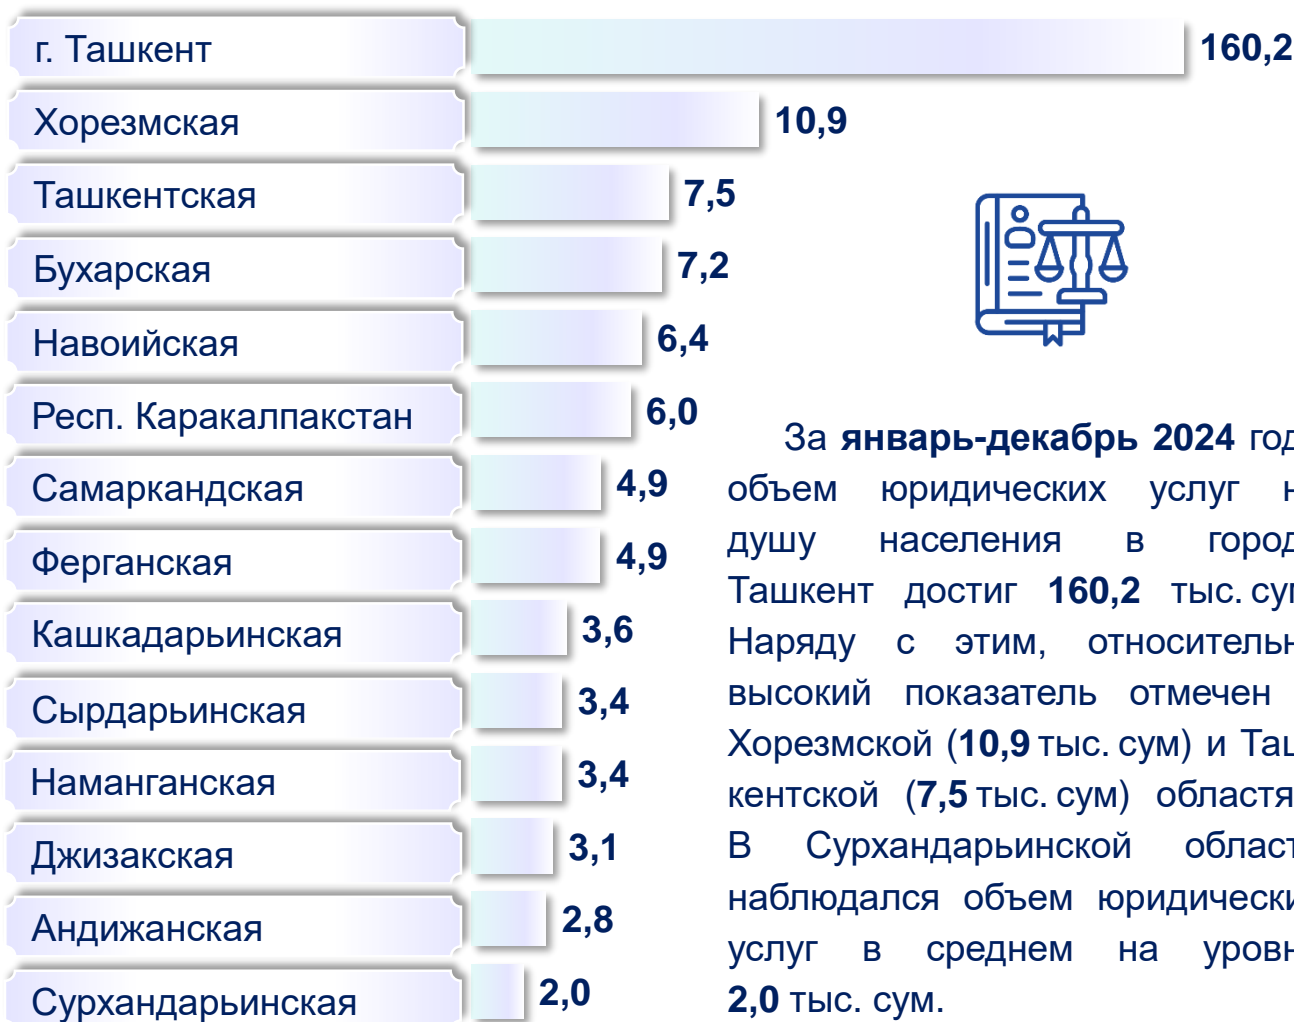 г. Ташкент 160,2
Хорезмская 10,9
Ташкентская 7,5
Бухарская 7,2
Навоийская 6,4
Респ. Каракалпакстан 6,0
Самаркандская 4,9
Ферганская 4,9
Кашкадарьинская 3,6
Сырдарьинская 3,4
Наманганская 3,4
Джизакская 3,1
Андижанская 2,8
Сурхандарьинская 2,0
За январь-декабрь 2024
объем юридических услуг
душу населения в
Ташкент достиг 160,2 тыс.
Наряду с этим,
высокий показатель отмечен
Хорезмской (10,9 тыс. сум) и Таш
кентской (7,5 тыс. сум)
В Сурхандарьинской
наблюдался объем
услуг в среднем на
2,0 тыс. сум.